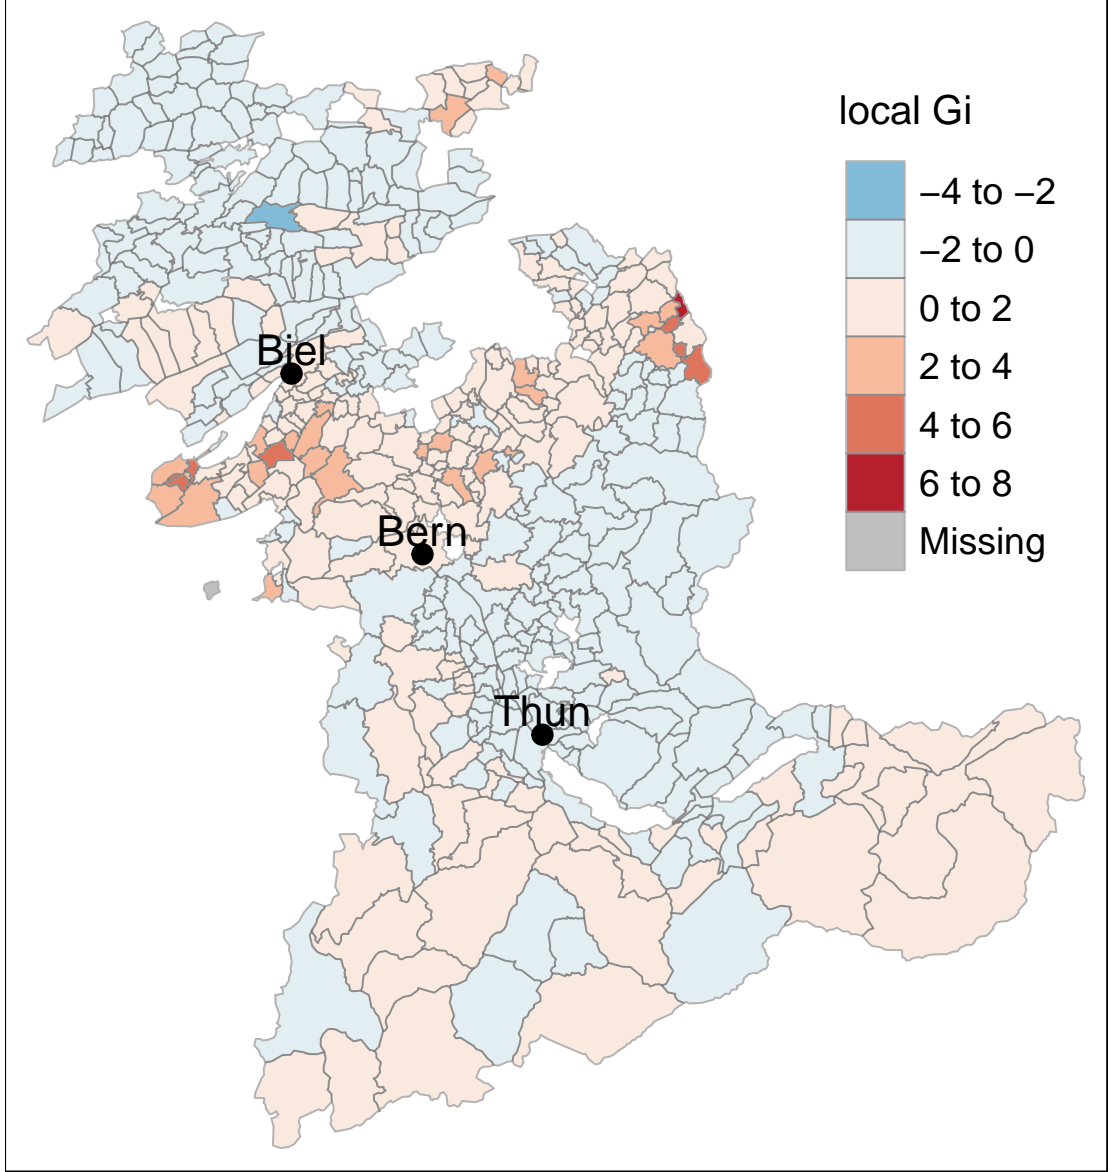 local Gi
−4 to −2
−2 to 0
0 to 2
2 to 4
4 to 6
6 to 8
Missing
Biel
Bern
Thun